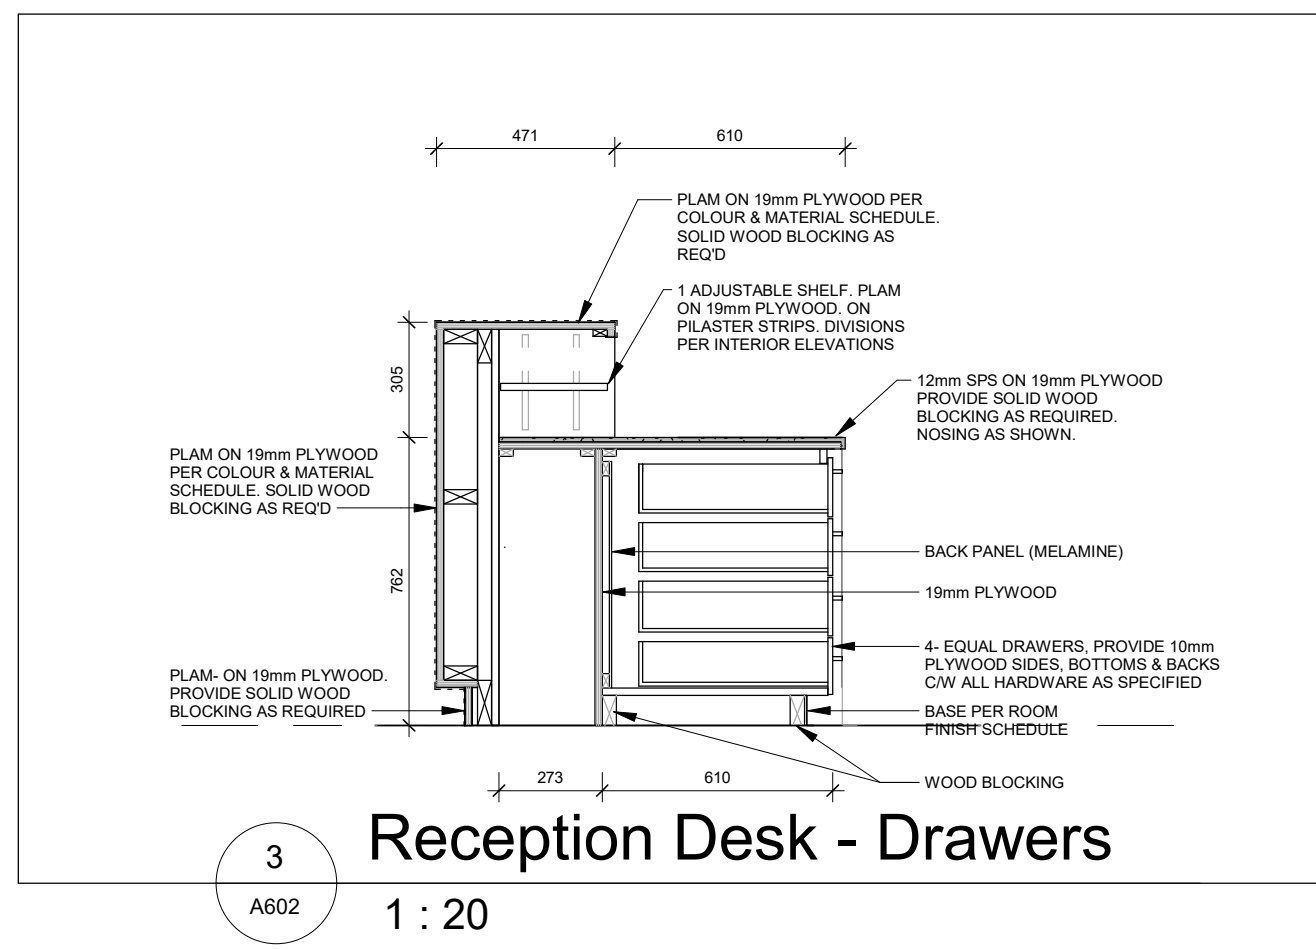 471
610
PLAM ON 19mm PLYWOOD PER
COLOUR & MATERIAL SCHEDULE.
SOLID WOOD BLOCKING AS
REQ'D
1 ADJUSTABLE SHELF. PLAM
ON 19mm PLYWOOD. ON
PILASTER STRIPS. DIVISIONS
PER INTERIOR ELEVATIONS
305
12mm SPS ON 19mm PLYWOOD
PROVIDE SOLID WOOD
BLOCKING AS REQUIRED.
NOSING AS SHOWN.
PLAM ON 19mm PLYWOOD
PER COLOUR & MATERIAL
SCHEDULE. SOLID WOOD
BLOCKING AS REQ'D
762
BACK PANEL (MELAMINE)
19mm PLYWOOD
4- EQUAL DRAWERS, PROVIDE 10mm
PLYWOOD SIDES, BOTTOMS & BACKS
C/W ALL HARDWARE AS SPECIFIED
PLAM- ON 19mm PLYWOOD.
PROVIDE SOLID WOOD
BLOCKING AS REQUIRED
BASE PER ROOM
FINISH SCHEDULE
273
610
WOOD BLOCKING
3
Reception Desk - Drawers
A602
1 : 20